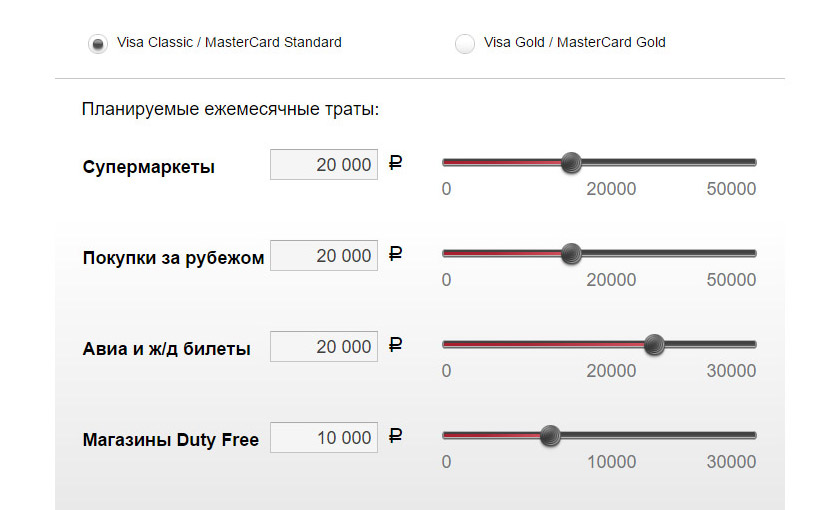 Visa Classic / MasterCard Standard Visa Gold / MasterCard Gold
Планируемые ежемесячные траты:
Супермаркеты 20 000 ₽
0 20000 50000
Покупки за рубежом 20 000 ₽
0 20000 50000
Авиа и ж/д билеты 20 000 ₽
0 20000 30000
Магазины Duty Free 10 000 ₽
0 10000 30000